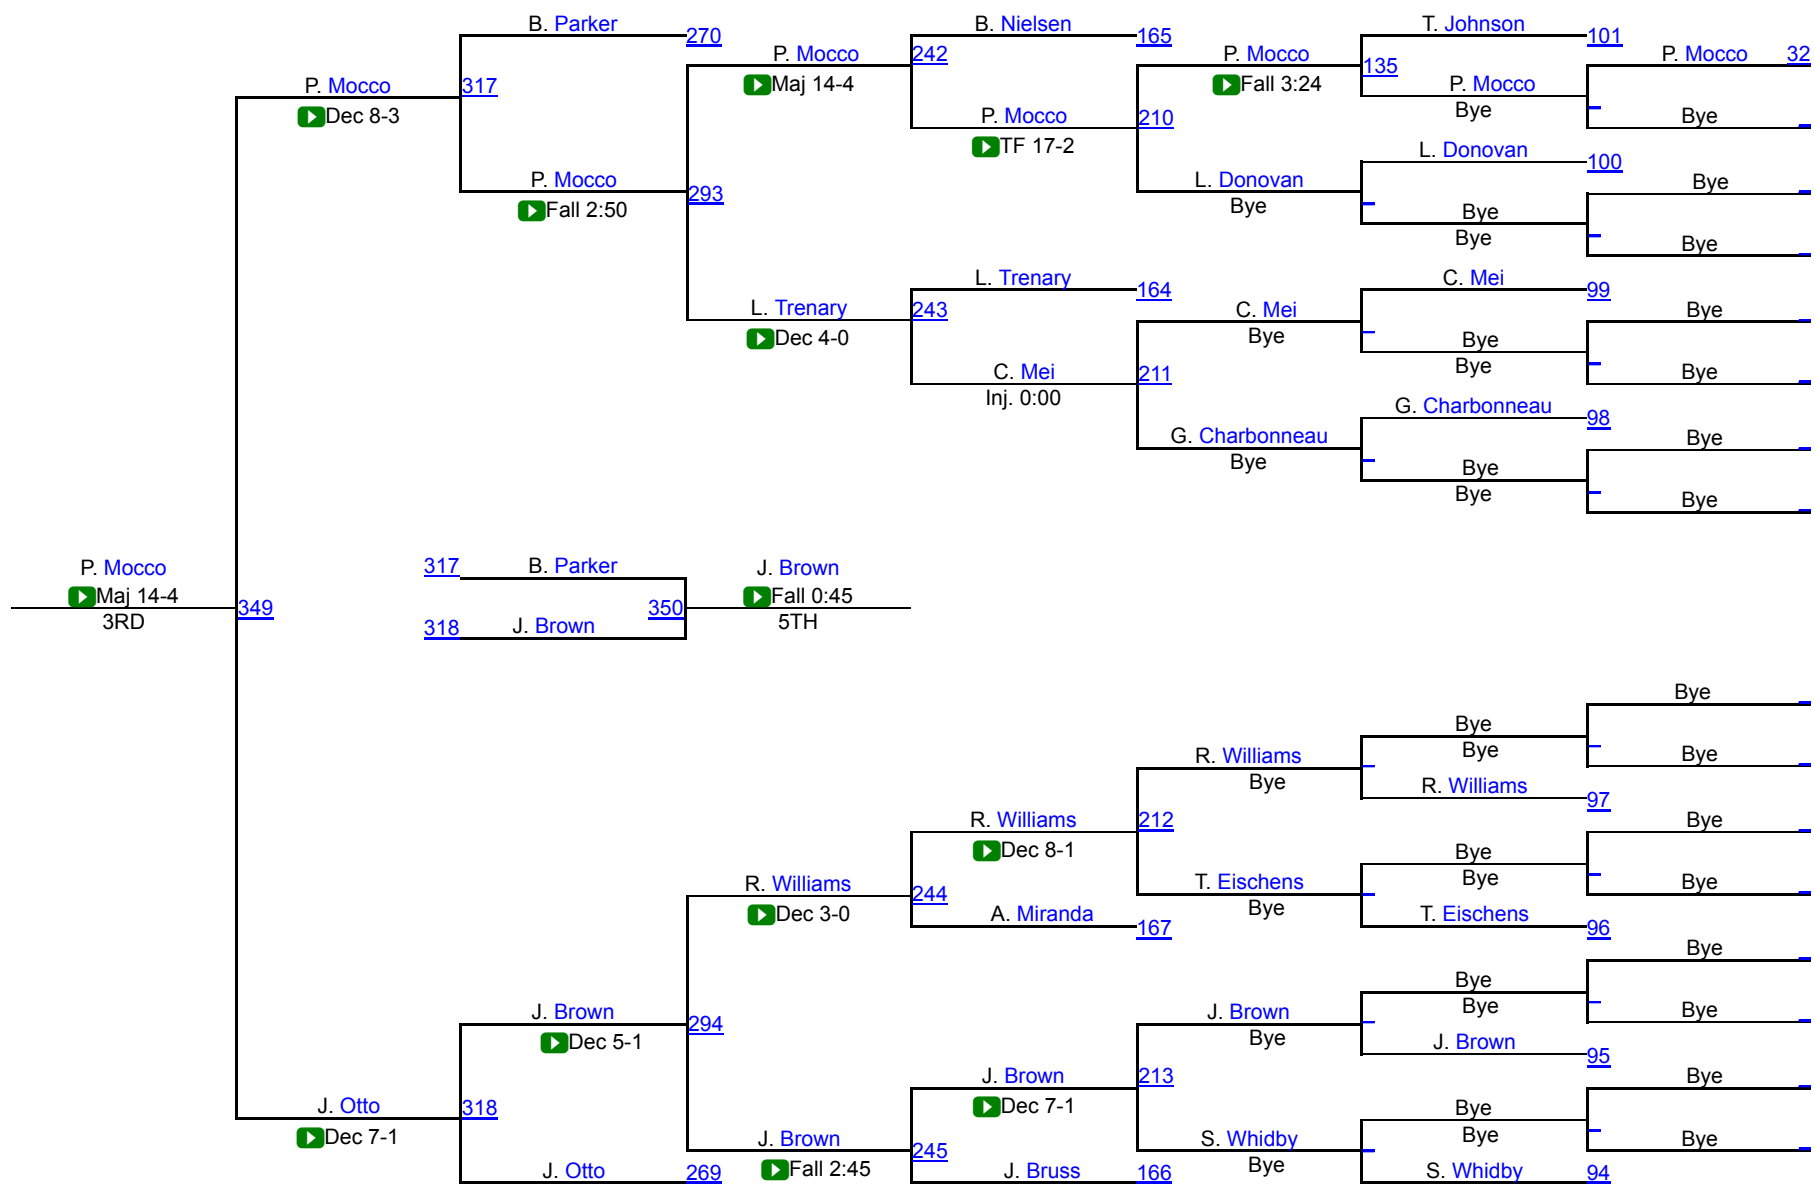 B. Parker
270
P. Mocco
Dec 8-3
317
P. Mocco
Fall 2:50
293
P. Mocco
Maj 14-4
242
B. Nielsen
165
P. Mocco
TF 17-2
210
P. Mocco
Fall 3:24
135
T. Johnson
101
P. Mocco
Bye
P. Mocco 32
Bye
L. Donovan
Bye
L. Donovan
100
Bye
Bye
Bye
Bye
L. Trenary
Dec 4-0
243
L. Trenary
164
C. Mei
Inj. 0:00
211
C. Mei
Bye
C. Mei
99
Bye
Bye
Bye
Bye
G. Charbonneau
Bye
G. Charbonneau
98
Bye
Bye
Bye
Bye
P. Mocco
Maj 14-4
3RD
349
317
B. Parker
318
J. Brown
350
J. Brown
Fall 0:45
5TH
R. Williams
Dec 3-0
244
R. Williams
Dec 8-1
212
R. Williams
Bye
Bye
Bye
R. Williams
97
Bye
Bye
T. Eischens
Bye
Bye
Bye
T. Eischens
96
Bye
Bye
A. Miranda
167
J. Brown
Dec 5-1
294
J. Otto
Dec 7-1
318
J. Otto
269
J. Brown
Fall 2:45
245
J. Brown
Dec 7-1
213
J. Brown
Bye
Bye
Bye
J. Brown
95
Bye
Bye
S. Whidby
Bye
Bye
Bye
S. Whidby
94
Bye
Bye
J. Bruss
166